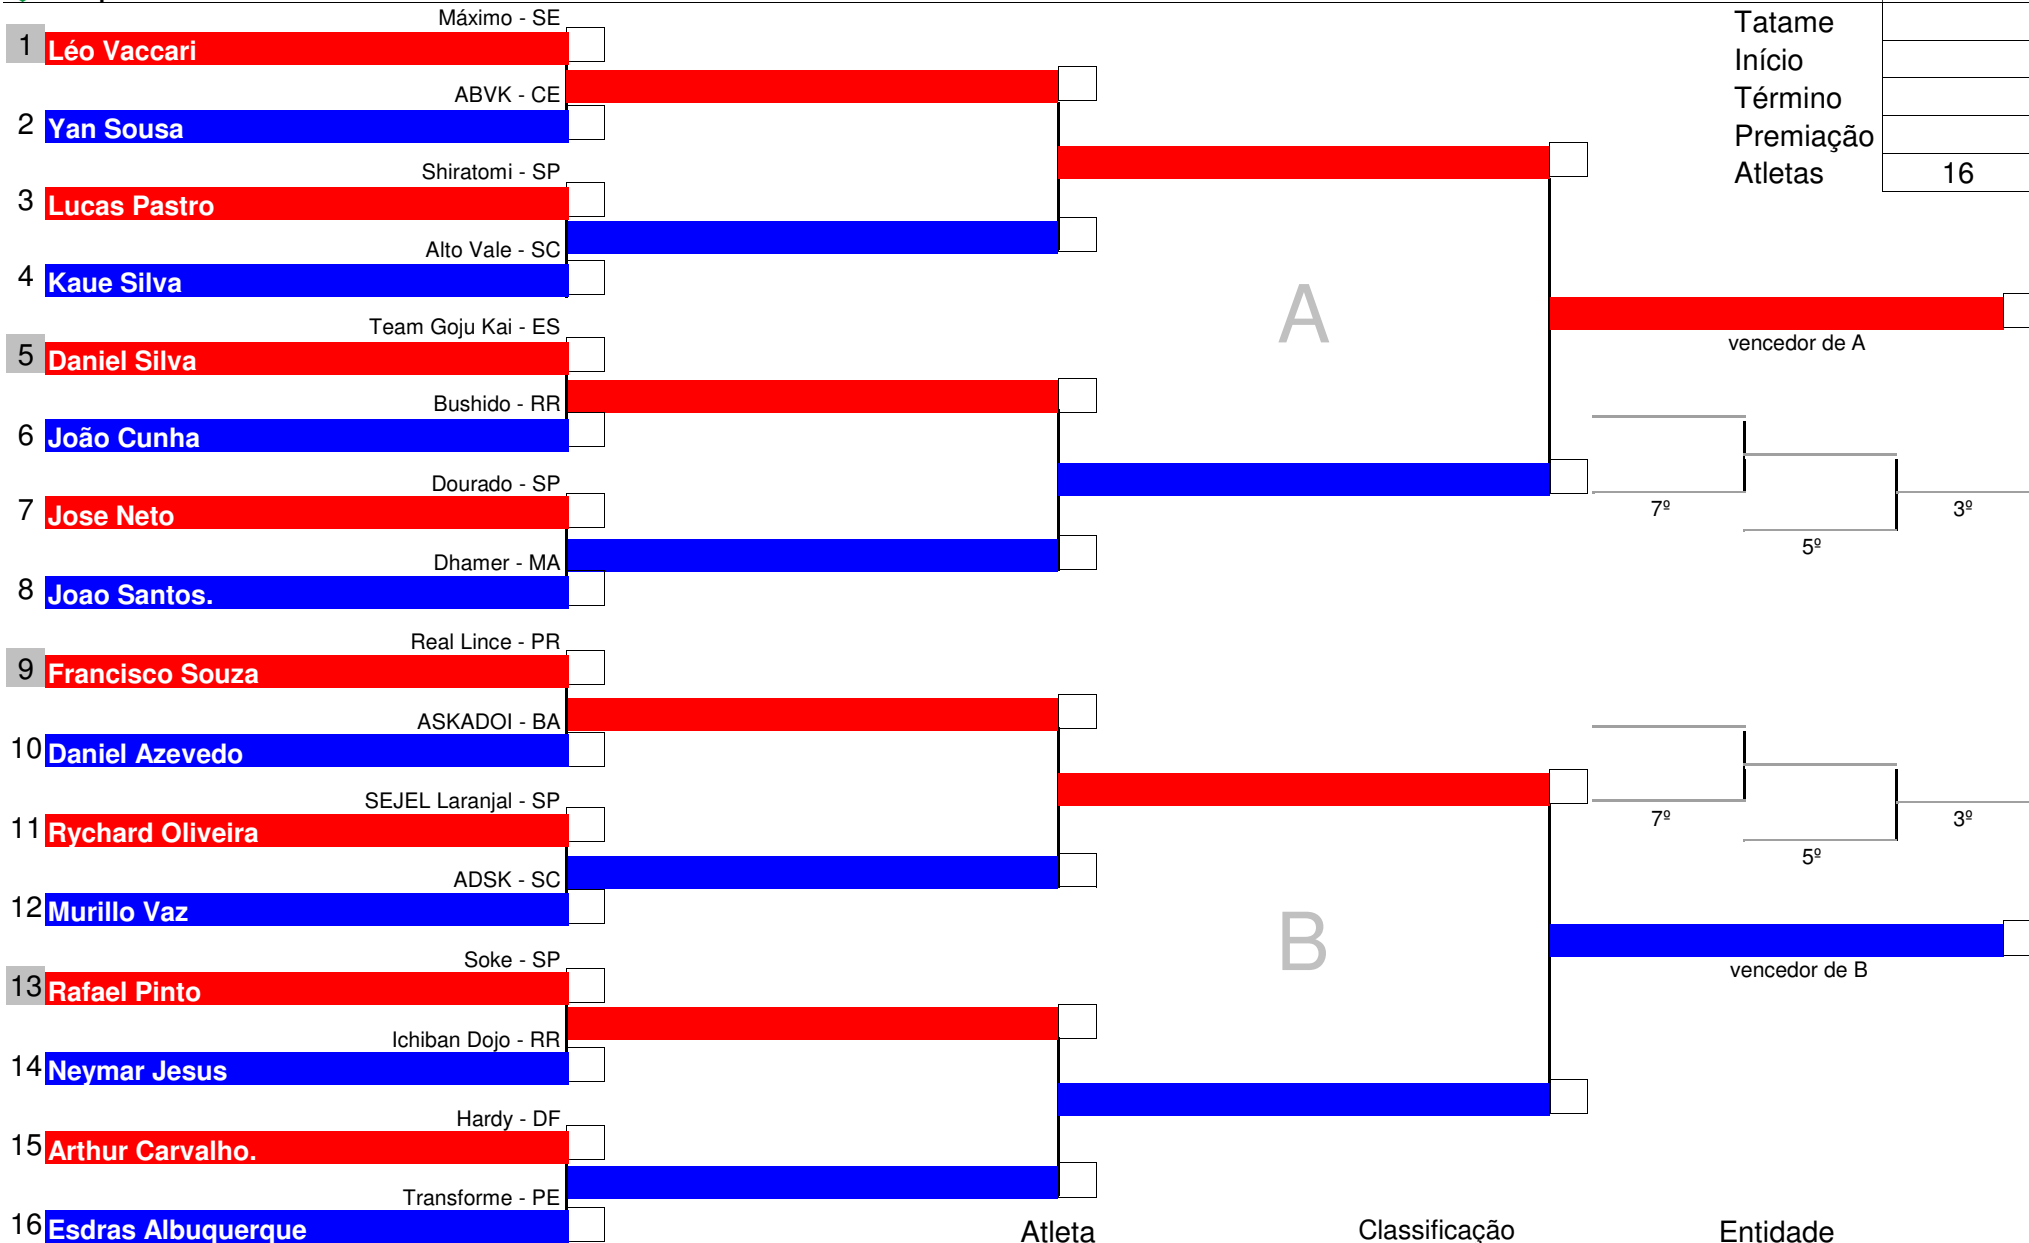 Máximo - SE
1 Léo Vaccari
ABVK - CE
2 Yan Sousa
Shiratomi - SP
3 Lucas Pastro
Alto Vale - SC
4 Kaue Silva
Team Goju Kai - ES
5 Daniel Silva
Bushido - RR
6 João Cunha
Dourado - SP
7 Jose Neto
Dhamer - MA
8 Joao Santos.
Real Lince - PR
9 Francisco Souza
ASKADOI - BA
10 Daniel Azevedo
SEJEL Laranjal - SP
11 Rychard Oliveira
ADSK - SC
12 Murillo Vaz
Soke - SP
13 Rafael Pinto
Ichiban Dojo - RR
14 Neymar Jesus
Hardy - DF
15 Arthur Carvalho.
Transforme - PE
16 Esdras Albuquerque
A
B
Tatame
Início
Término
Premiação
Atletas 16
vencedor de A
7º
3º
5º
7º
3º
5º
vencedor de B
Atleta Classificação Entidade